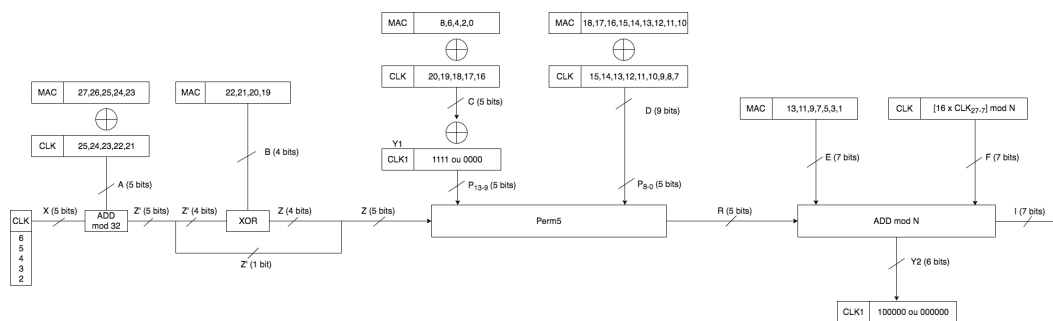 MAC 8,6,4,2,0
MAC 18,17,16,15,14,13,12,11,10
CLK 20,19,18,17,16
CLK 15,14,13,12,11,10,9,8,7
MAC 27,26,25,24,23
MAC 22,21,20,19
C (5 bits)
D (9 bits)
MAC 13,11,9,7,5,3,1
CLK [16 x CLK27-7] mod N
CLK 25,24,23,22,21
Y1
B (4 bits)
CLK1 1111 ou 0000
E (7 bits)
F (7 bits)
A (5 bits)
P13-9 (5 bits)
P8-0 (5 bits)
X (5 bits)
Z' (5 bits)
Z' (4 bits)
Z (4 bits)
Z (5 bits)
R (5 bits)
I (7 bits)
CLK
ADD
mod 32
XOR
Perm5
ADD mod N
6
5
4
3
2
Z' (1 bit)
Y2 (6 bits)
CLK1 100000 ou 000000